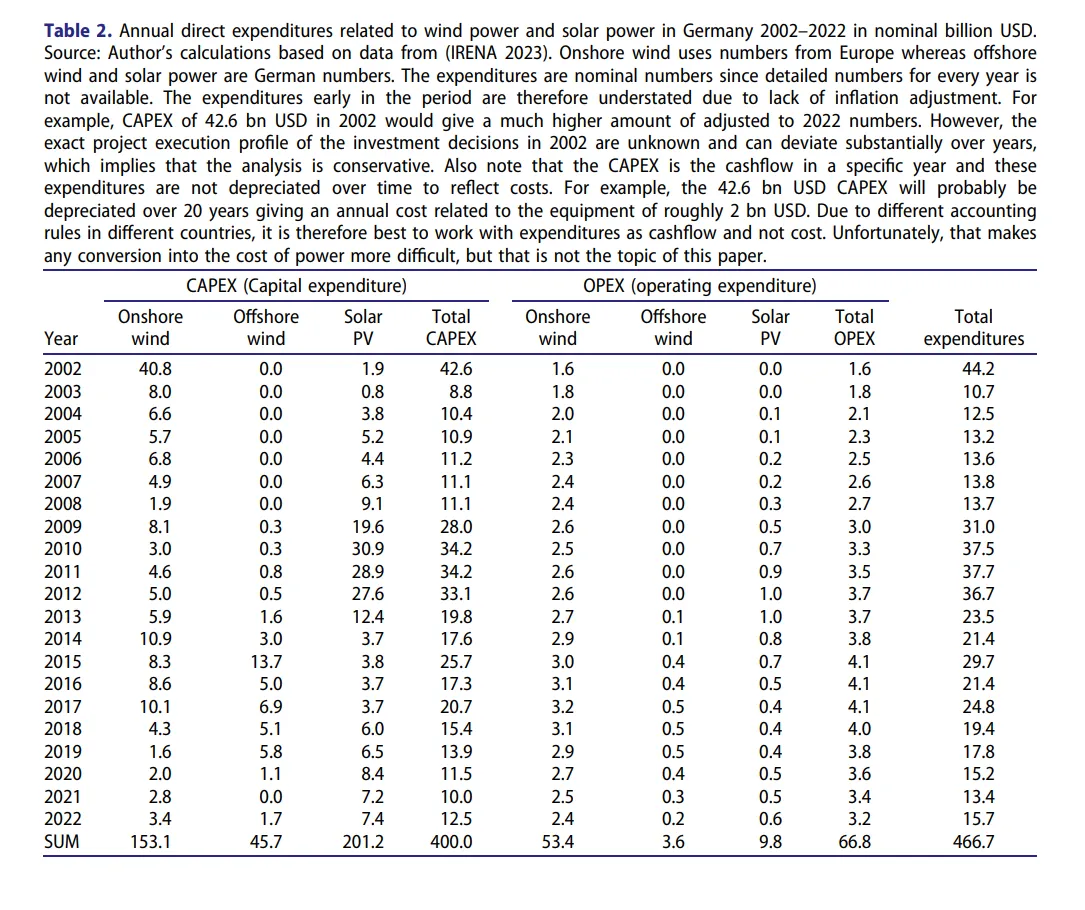 Table 2. Annual direct expenditures related to wind power and solar power in Germany 2002–2022 in nominal billion USD.
Source: Author's calculations based on data from (IRENA 2023). Onshore wind uses numbers from Europe whereas offshore
wind and solar power are German numbers. The expenditures are nominal numbers since detailed numbers for every year is
not available. The expenditures early in the period are therefore understated due to lack of inflation adjustment. For
example, CAPEX of 42.6 bn USD in 2002 would give a much higher amount of adjusted to 2022 numbers. However, the
exact project execution profile of the investment decisions in 2002 are unknown and can deviate substantially over years,
which implies that the analysis is conservative. Also note that the CAPEX is the cashflow in a specific year and these
expenditures are not depreciated over time to reflect costs. For example, the 42.6 bn USD CAPEX will probably be
depreciated over 20 years giving an annual cost related to the equipment of roughly 2 bn USD. Due to different accounting
rules in different countries, it is therefore best to work with expenditures as cashflow and not cost. Unfortunately, that makes
any conversion into the cost of power more difficult, but that is not the topic of this paper.
CAPEX (Capital expenditure) OPEX (operating expenditure)
Onshore Offshore Solar Total Onshore Offshore Solar Total Total
Year wind wind PV CAPEX wind wind PV OPEX expenditures
2002 40.8 0.0 1.9 42.6 1.6 0.0 0.0 1.6 44.2
2003 8.0 0.0 0.8 8.8 1.8 0.0 0.0 1.8 10.7
2004 6.6 0.0 3.8 10.4 2.0 0.0 0.1 2.1 12.5
2005 5.7 0.0 5.2 10.9 2.1 0.0 0.1 2.3 13.2
2006 6.8 0.0 4.4 11.2 2.3 0.0 0.2 2.5 13.6
2007 4.9 0.0 6.3 11.1 2.4 0.0 0.2 2.6 13.8
2008 1.9 0.0 9.1 11.1 2.4 0.0 0.3 2.7 13.7
2009 8.1 0.3 19.6 28.0 2.6 0.0 0.5 3.0 31.0
2010 3.0 0.3 30.9 34.2 2.5 0.0 0.7 3.3 37.5
2011 4.6 0.8 28.9 34.2 2.6 0.0 0.9 3.5 37.7
2012 5.0 0.5 27.6 33.1 2.6 0.0 1.0 3.7 36.7
2013 5.9 1.6 12.4 19.8 2.7 0.1 1.0 3.7 23.5
2014 10.9 3.0 3.7 17.6 2.9 0.1 0.8 3.8 21.4
2015 8.3 13.7 3.8 25.7 3.0 0.4 0.7 4.1 29.7
2016 8.6 5.0 3.7 17.3 3.1 0.4 0.5 4.1 21.4
2017 10.1 6.9 3.7 20.7 3.2 0.5 0.4 4.1 24.8
2018 4.3 5.1 6.0 15.4 3.1 0.5 0.4 4.0 19.4
2019 1.6 5.8 6.5 13.9 2.9 0.5 0.4 3.8 17.8
2020 2.0 1.1 8.4 11.5 2.7 0.4 0.5 3.6 15.2
2021 2.8 0.0 7.2 10.0 2.5 0.3 0.5 3.4 13.4
2022 3.4 1.7 7.4 12.5 2.4 0.2 0.6 3.2 15.7
SUM 153.1 45.7 201.2 400.0 53.4 3.6 9.8 66.8 466.7